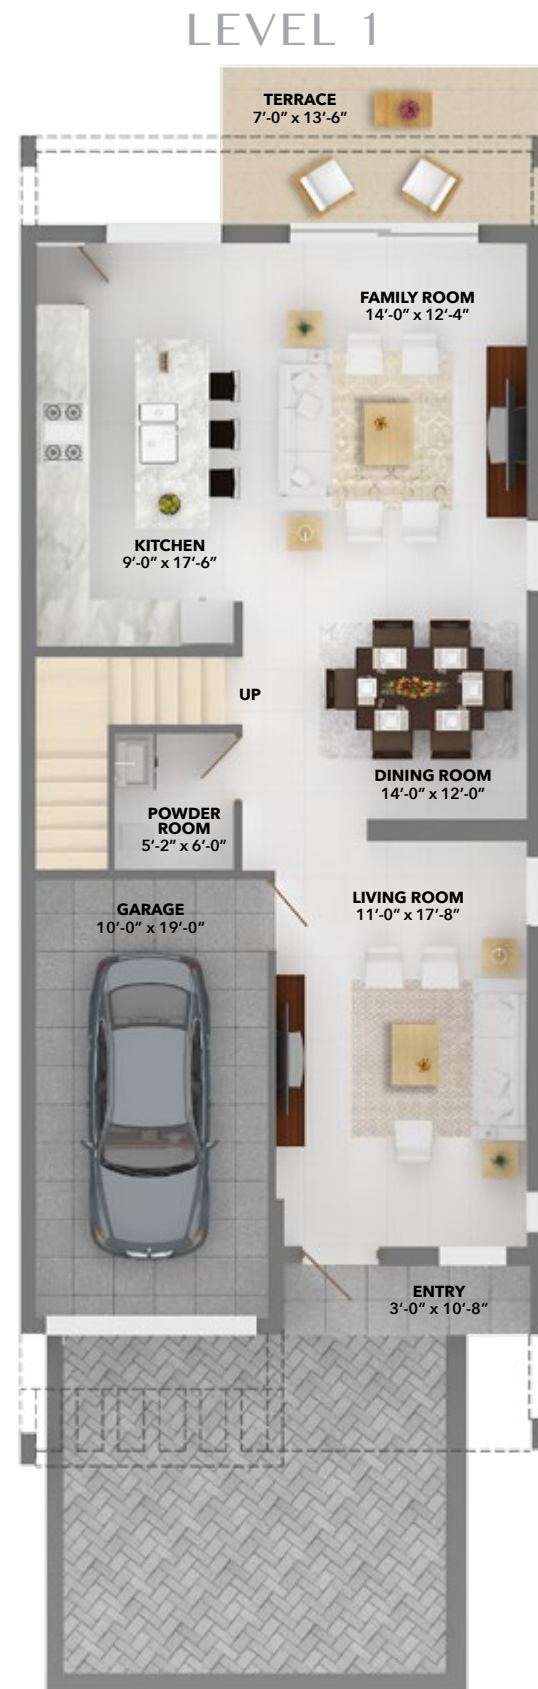 LEVEL 1
TERRACE
7'-0" x 13'-6"
FAMILY ROOM
14'-0" x 12'-4"
KITCHEN
9'-0" x 17'-6"
UP
DINING ROOM
14'-0" x 12'-0"
POWDER
ROOM
5'-2" x 6'-0"
LIVING ROOM
11'-0" x 17'-8"
GARAGE
10'-0" x 19'-0"
ENTRY
3'-0" x 10'-8"